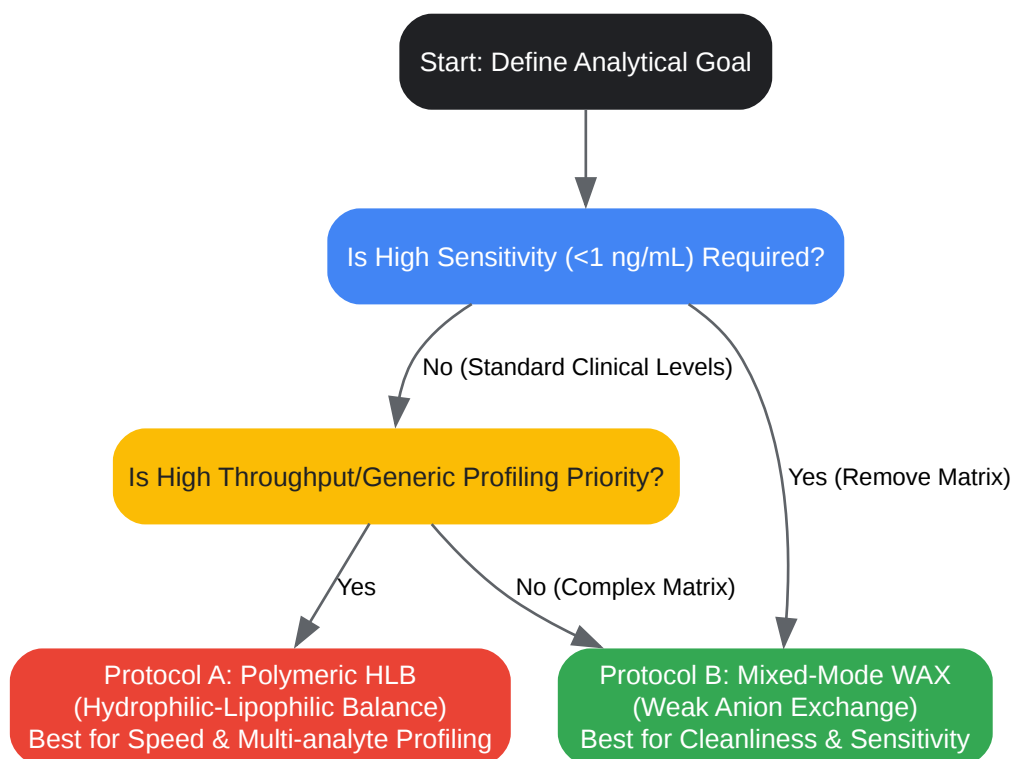 Start: Define Analytical Goal
Is High Sensitivity (<1 ng/mL) Required?
No (Standard Clinical Levels)
Is High Throughput/Generic Profiling Priority?
Yes (Remove Matrix)
Yes
No (Complex Matrix)
Protocol A: Polymeric HLB
(Hydrophilic-Lipophilic Balance)
Best for Speed & Multi-analyte Profiling
Protocol B: Mixed-Mode WAX
(Weak Anion Exchange)
Best for Cleanliness & Sensitivity